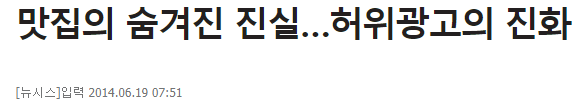 맛집의 숨겨진 진실...허위광고의 진화
[뉴시스]입력 2014.06.19 07:51